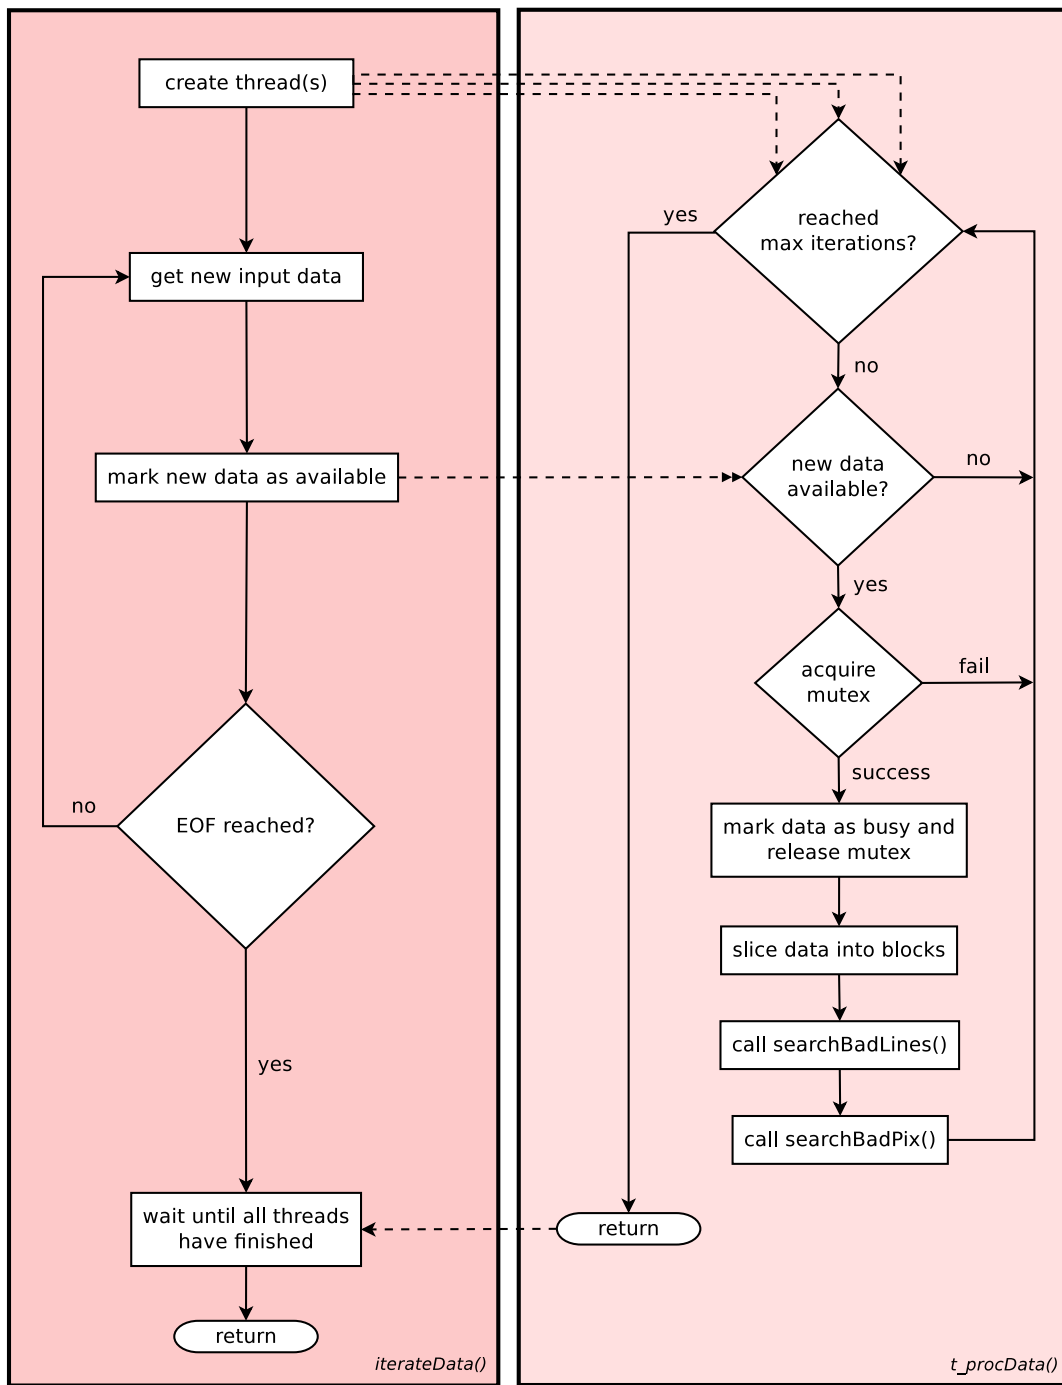 create thread(s)
get new input data
mark new data as available
no
EOF reached?
yes
wait until all threads
have finished
return
iterateData()
yes
reached
max iterations?
no
new data
available?
no
yes
acquire
mutex
fail
success
mark data as busy and
release mutex
slice data into blocks
call searchBadLines()
call searchBadPix()
return
t_procData()